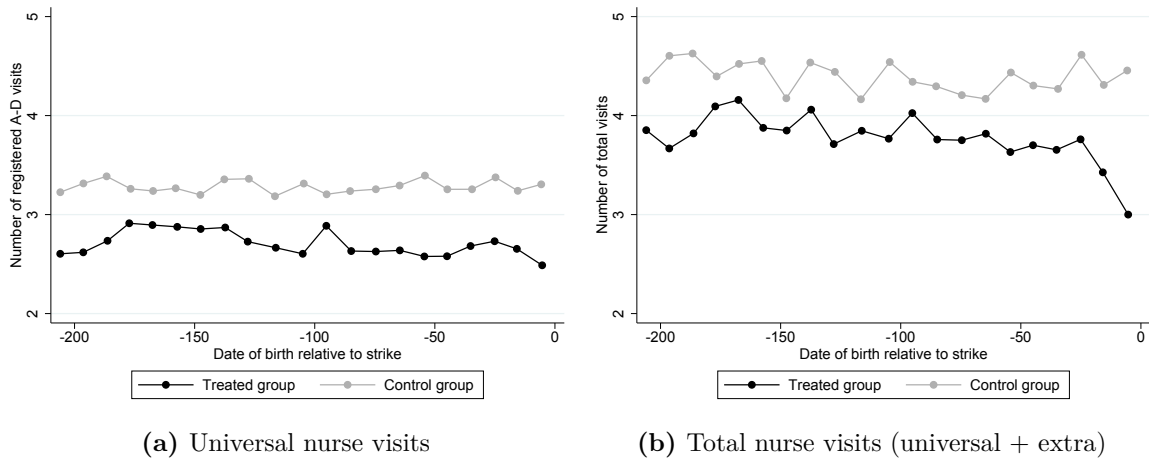 Number of registered A-D visits
5
4
3
2
-200 -150 -100 -50 0
Date of birth relative to strike
Treated group Control group
(a) Universal nurse visits
Number of total visits
5
4
3
2
-200 -150 -100 -50 0
Date of birth relative to strike
Treated group Control group
(b) Total nurse visits (universal + extra)